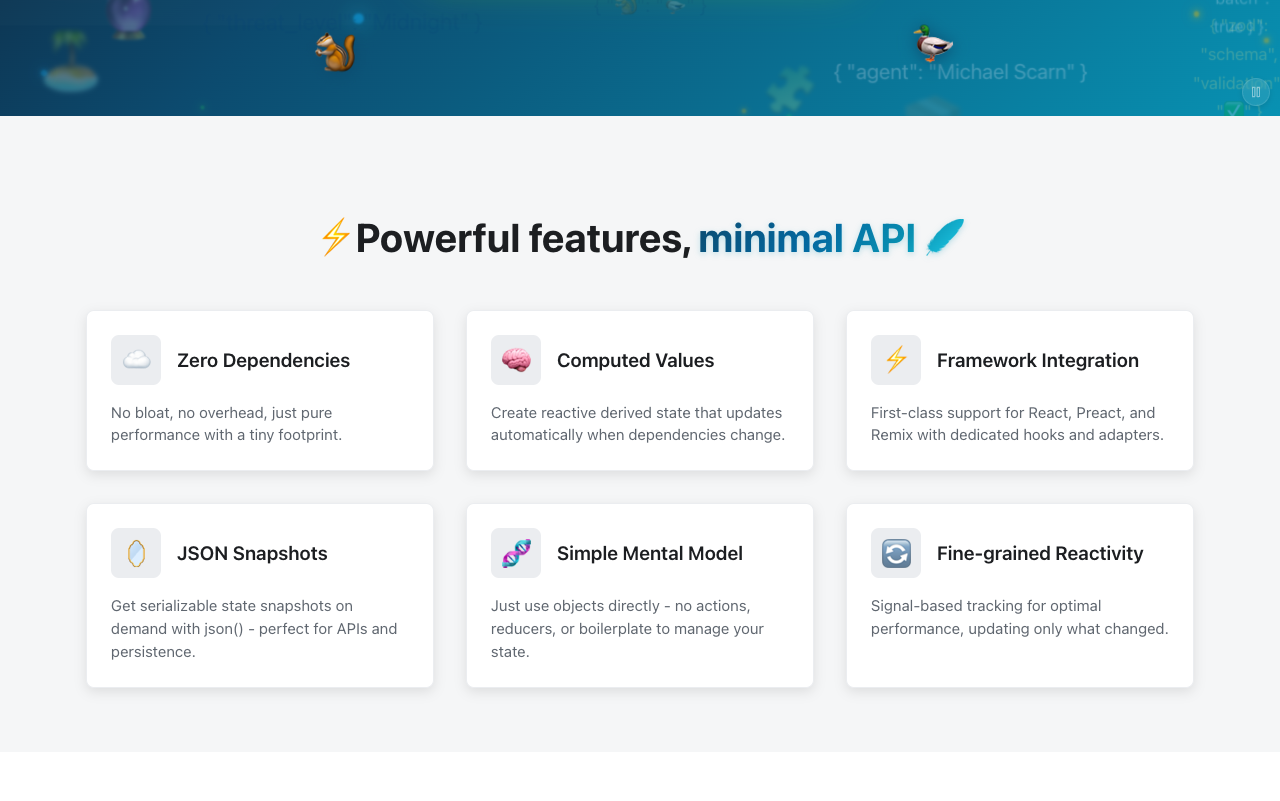 { "agent": "Michael Scarn" }
"schema",
⚡Powerful features, minimal API
Zero Dependencies
No bloat, no overhead, just pure
performance with a tiny footprint.
Computed Values
Create reactive derived state that updates
automatically when dependencies change.
Framework Integration
First-class support for React, Preact, and
Remix with dedicated hooks and adapters.
JSON Snapshots
Get serializable state snapshots on
demand with json() - perfect for APIs and
persistence.
Simple Mental Model
Just use objects directly - no actions,
reducers, or boilerplate to manage your
state.
Fine-grained Reactivity
Signal-based tracking for optimal
performance, updating only what changed.